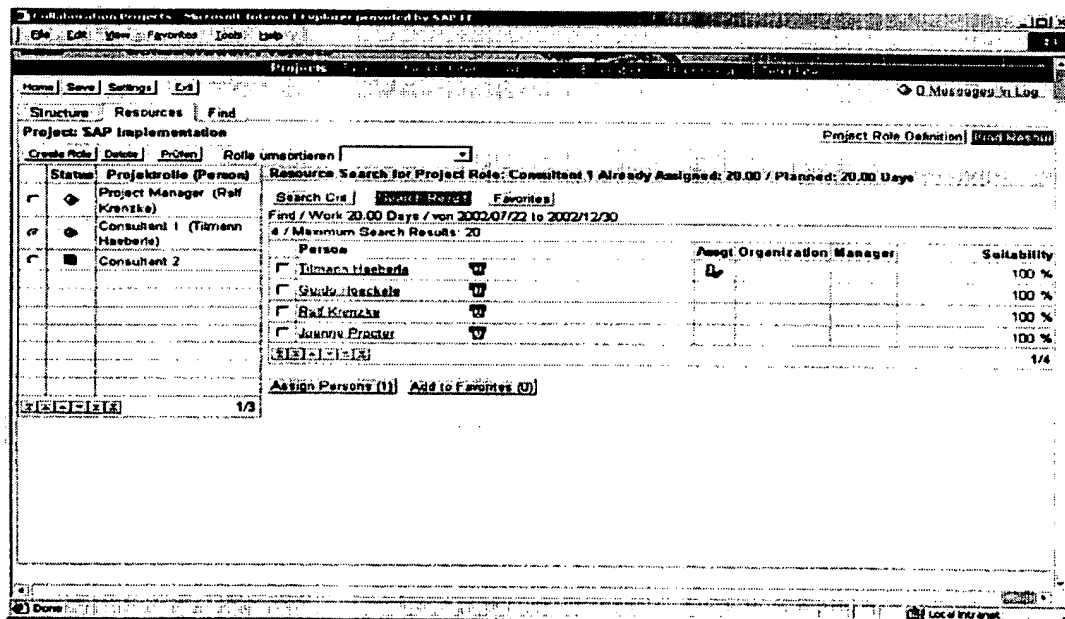 Collaboration Projects - Microsoft Internet Explorer provided by SAP IT
File Edit View Favorites Tools Help
Projects
Home Save Settings Exit
0 Messages in Log
Structure Resources Find
Project: SAP Implementation
Project Role Definition
Create Role Delete Prüfen Rolle umsortieren
Status Projektrolle (Person)
Project Manager (Ralf Krenzke)
Consultant 1 (Tilmann Haeberle)
Consultant 2
1/3
Resource Search for Project Role: Consultant 1 Already Assigned: 20.00 / Planned: 20.00 Days
Search Crit Search Result Favorites
Find / Work 20.00 Days / von 2002/07/22 to 2002/12/30
4 / Maximum Search Results: 20
Person Asngt Organization Manager Suitability
Tilmann Haeberle 100 %
Guido Hoeckele 100 %
Ralf Krenzke 100 %
Joanne Procter 100 %
1/4
Assign Persons (1) Add to Favorites (0)
Done
Local intranet